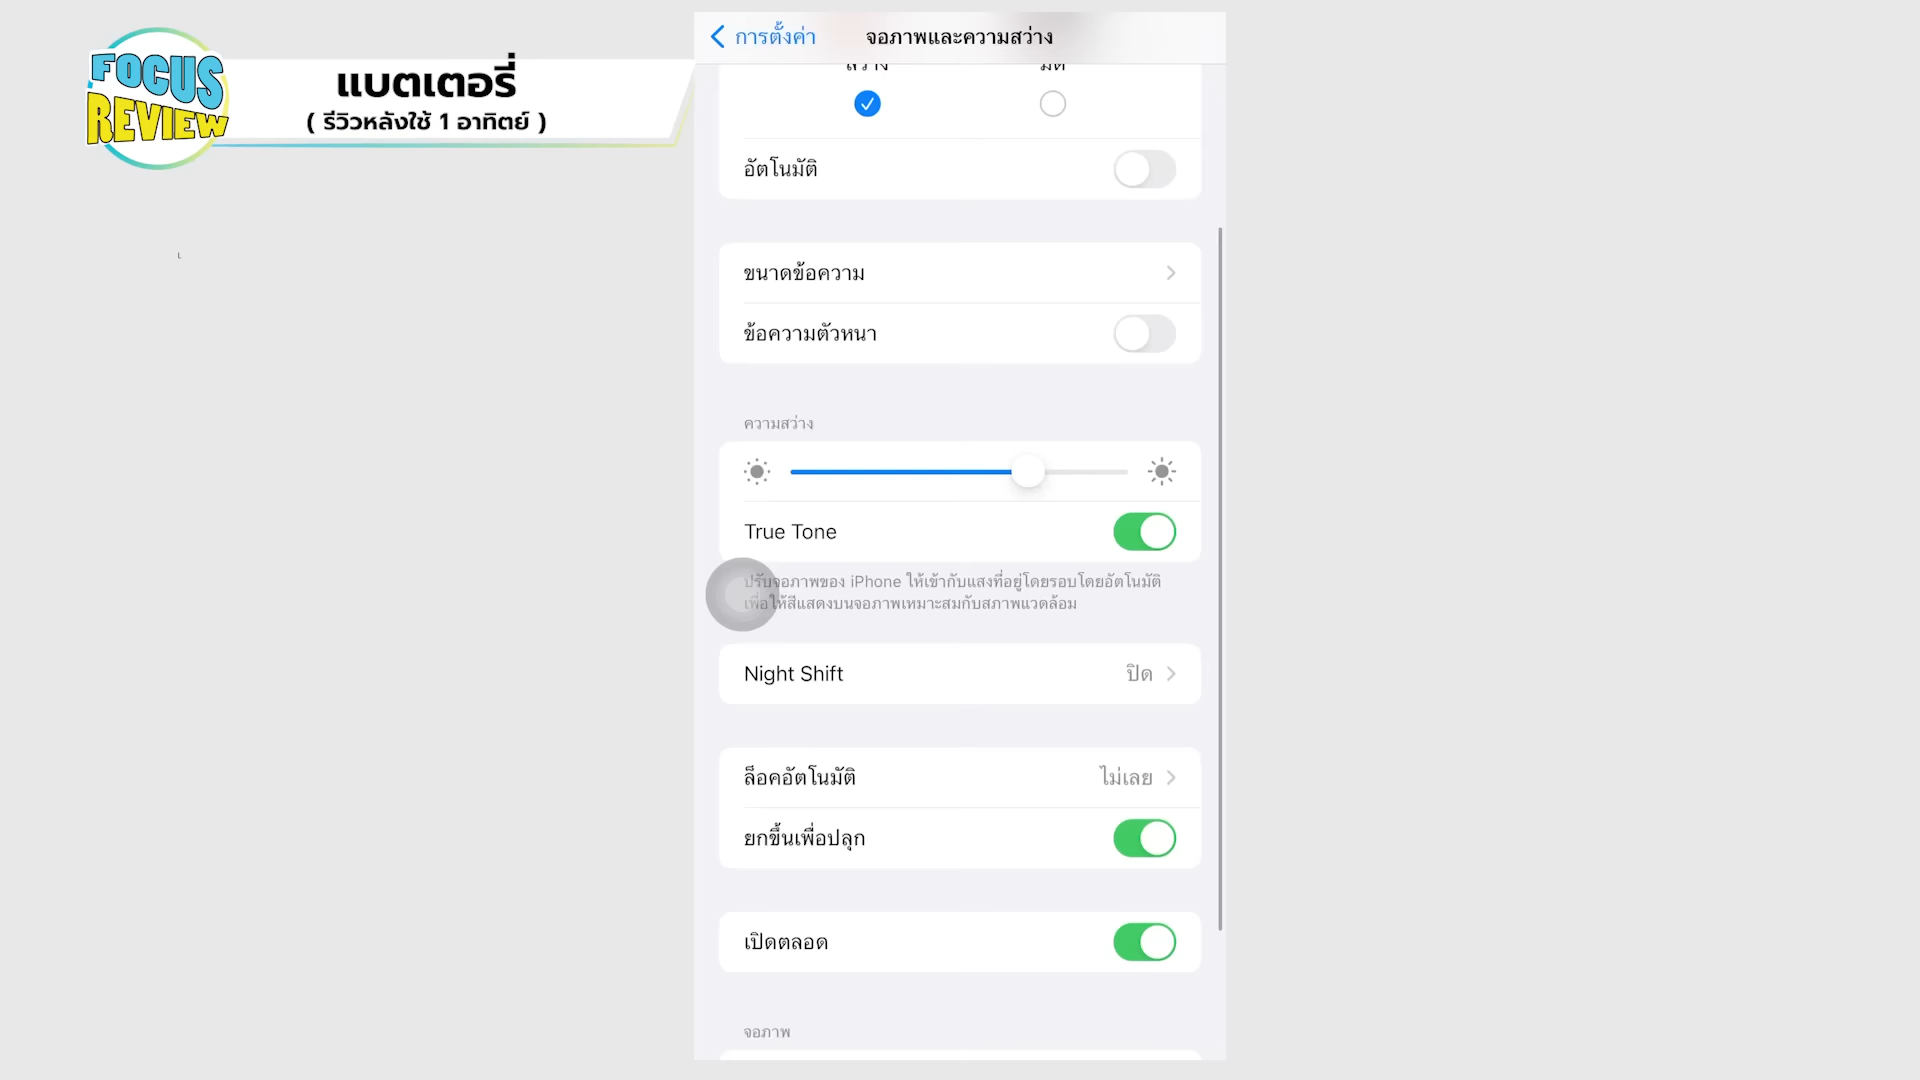 FOCUS
REVIEW
แบตเตอรี่
( รีวิวหลังใช้ 1 อาทิตย์ )
การตั้งค่า
จอภาพและความสว่าง
สว่าง
มืด
อัตโนมัติ
ขนาดข้อความ
ข้อความตัวหนา
ความสว่าง
True Tone
ปรับจอภาพของ iPhone ให้เข้ากับแสงที่อยู่โดยรอบโดยอัตโนมัติ
เพื่อให้สีแสดงบนจอภาพเหมาะสมกับสภาพแวดล้อม
Night Shift ปิด
ล็อคอัตโนมัติ ไม่เลย
ยกขึ้นเพื่อปลุก
เปิดตลอด
จอภาพ